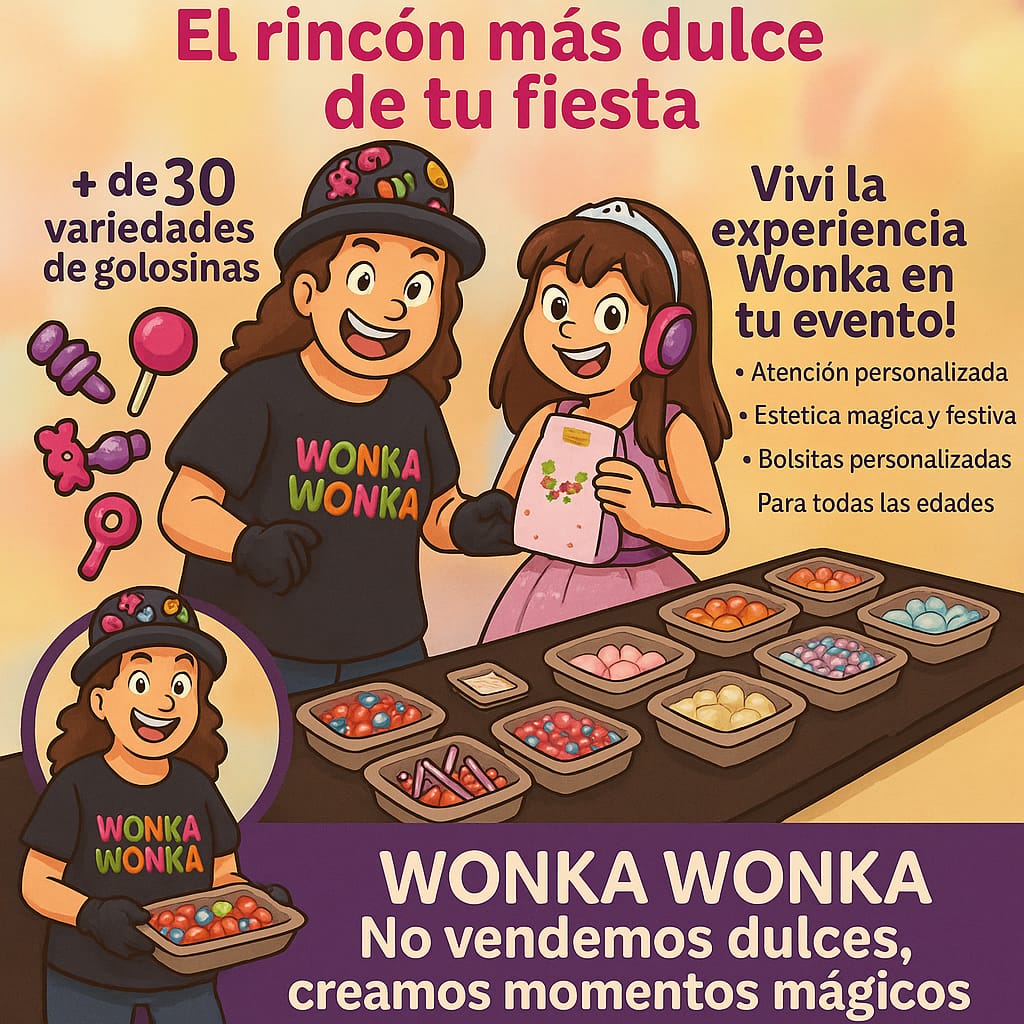 El rincón más dulce
de tu fiesta
+ de 30
variedades
de golosinas
Vivi la
experiencia
Wonka en
tu evento!
• Atención personalizada
• Estetica magica y festiva
• Bolsitas personalizadas
Para todas las edades
WONKA
WONKA
WONKA
WONKA
WONKA WONKA
No vendemos dulces,
creamos momentos mágicos